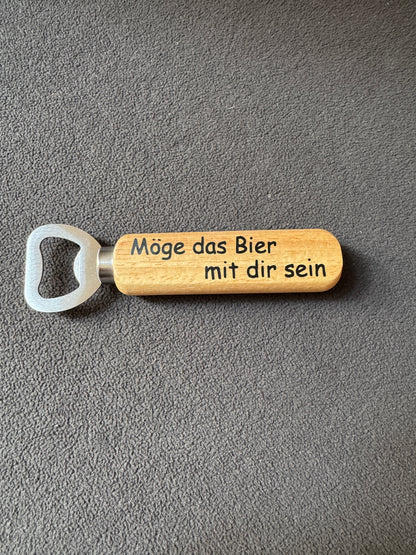 Möge das Bier
mit dir sein